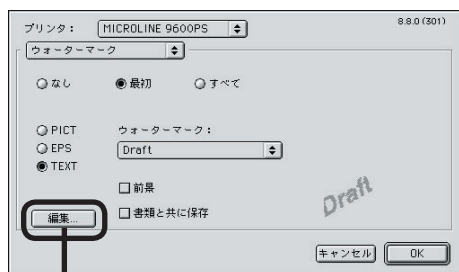 プリンタ： MICROLINE 9600PS 8.8.0 (301)
ウォーターマーク
なし 最初 すべて
PICT ウォーターマーク：
EPS Draft
TEXT
前景
編集... 書類と共に保存
Draft
キャンセル OK